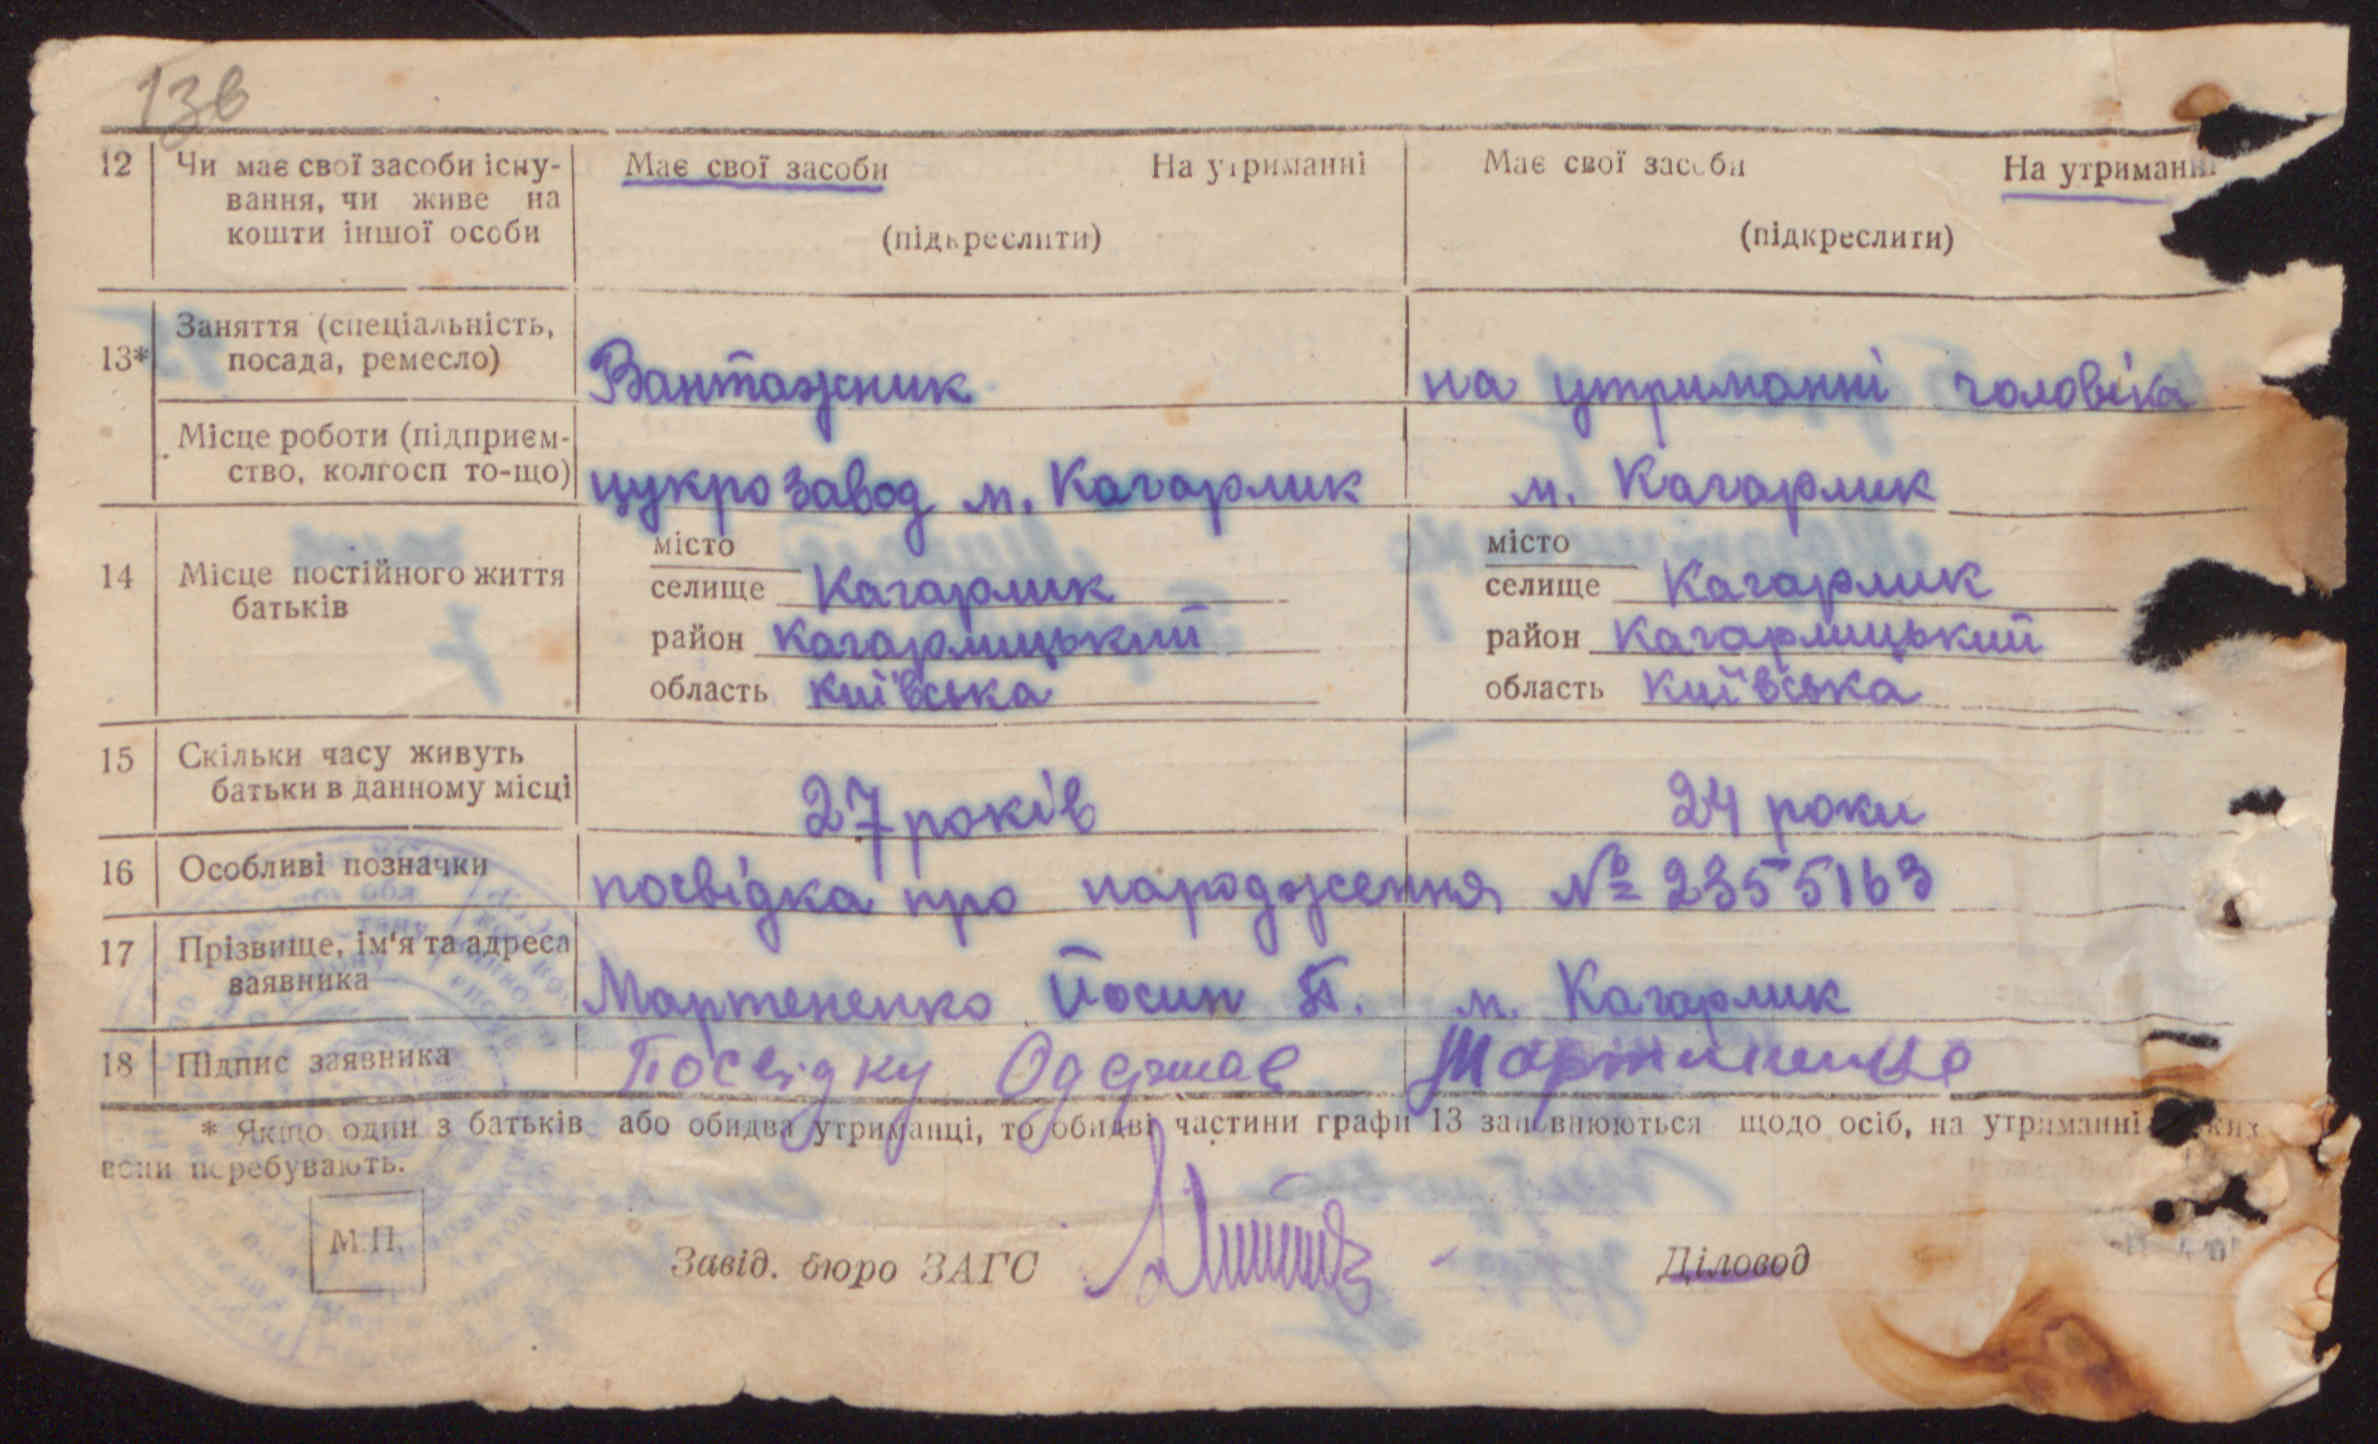 13в
12 Чи має свої засоби існу- Має свої засоби На утриманні Має свої засоби На утриманні
вання, чи живе на
кошти іншої особи (підкреслити) (підкреслити)
Заняття (спеціальність,
13* посада, ремесло) Вантажник на утриманні чоловіка
Місце роботи (підприєм-
ство, колгосп то-що) цукрозавод м. Кагарлик м. Кагарлик
місто місто
14 Місце постійного життя селище Кагарлик селище Кагарлик
батьків район Кагарлицький район Кагарлицький
область київська область київська
15 Скільки часу живуть
батьки в данному місці 27 років 24 роки
16 Особливі позначки посвідка про народження № 2355163
17 Прізвище, ім'я та адреса
заявника Мартененко Йосип Т. м. Кагарлик
18 Підпис заявника Посвідку Одержав
* Якщо один з батьків або обидва утриманці, то обидві частини графи 13 заповнюються щодо осіб, на утриманні яких
вони перебувають.
М.П.
Завід. бюро ЗАГС Діловод